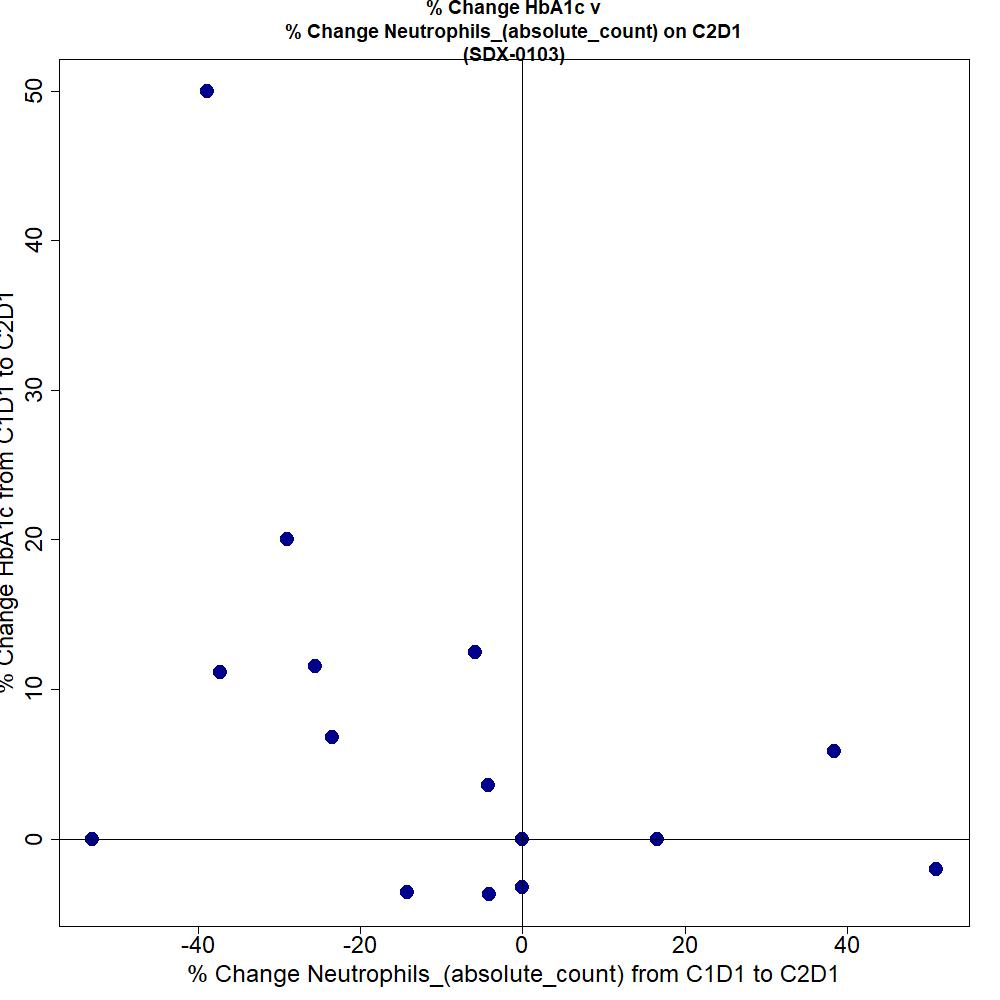 % Change HbA1c v
% Change Neutrophils_(absolute_count) on C2D1
(SDX-0103)
% Change HbA1c from C1D1 to C2D1
50
40
30
20
10
0
-40
-20
0
20
40
% Change Neutrophils_(absolute_count) from C1D1 to C2D1